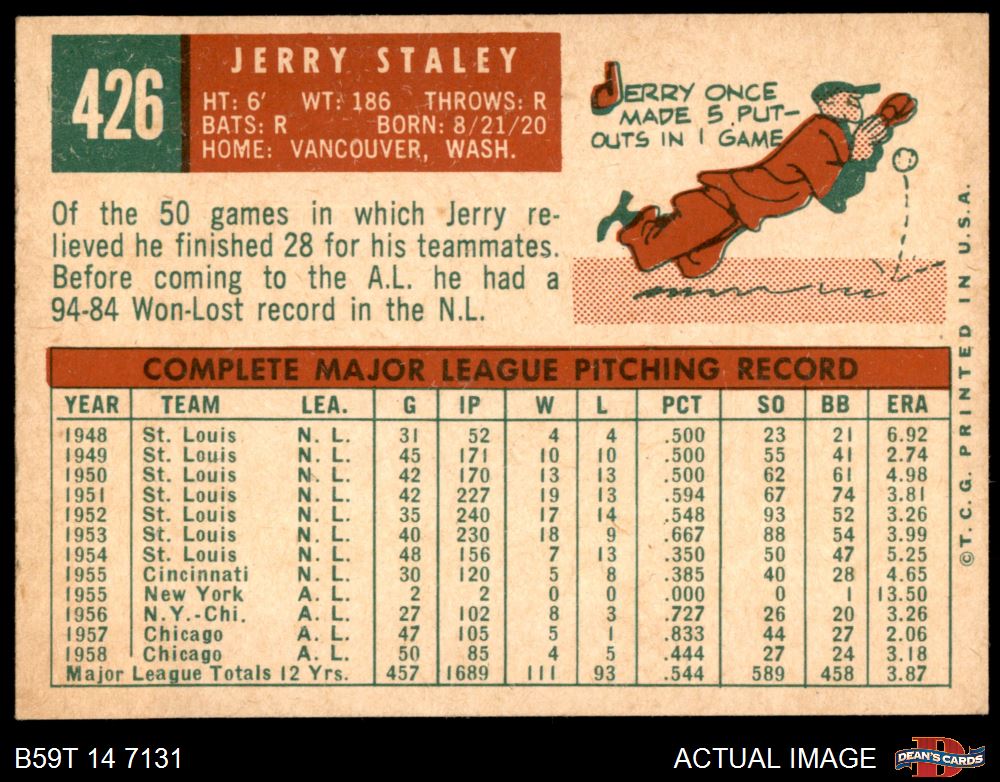 426
JERRY STALEY
HT: 6' WT: 186 THROWS: R
BATS: R BORN: 8/21/20
HOME: VANCOUVER, WASH.
JERRY ONCE
MADE 5 PUT-
OUTS IN 1 GAME
Of the 50 games in which Jerry re-
lieved he finished 28 for his teammates.
Before coming to the A.L. he had a
94-84 Won-Lost record in the N.L.
COMPLETE MAJOR LEAGUE PITCHING RECORD
YEAR TEAM LEA. G IP W L PCT SO BB ERA
1948 St. Louis N. L. 31 52 4 4 .500 23 21 6.92
1949 St. Louis N. L. 45 171 10 10 .500 55 41 2.74
1950 St. Louis N. L. 42 170 13 13 .500 62 61 4.98
1951 St. Louis N. L. 42 227 19 13 .594 67 74 3.81
1952 St. Louis N. L. 35 240 17 14 .548 93 52 3.26
1953 St. Louis N. L. 40 230 18 9 .667 88 54 3.99
1954 St. Louis N. L. 48 156 7 13 .350 50 47 5.25
1955 Cincinnati N. L. 30 120 5 8 .385 40 28 4.65
1955 New York A. L. 2 2 0 0 .000 0 1 13.50
1956 N.Y.-Chi. A. L. 27 102 8 3 .727 26 20 3.26
1957 Chicago A. L. 47 105 5 1 .833 44 27 2.06
1958 Chicago A. L. 50 85 4 5 .444 27 24 3.18
Major League Totals 12 Yrs. 457 1689 111 93 .544 589 458 3.87
©T. C. G. PRINTED IN U.S.A.
B59T 14 7131
ACTUAL IMAGE
D
DEAN'S CARDS